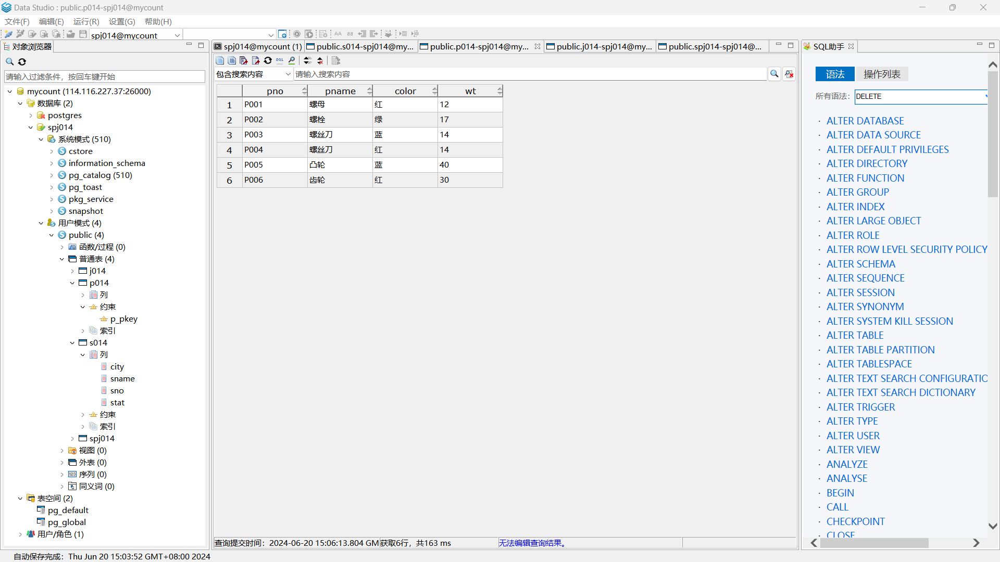 Data Studio : public.p014-spj014@mycount
文件(F) 编辑(E) 运行(R) 设置(G) 帮助(H)
spj014@mycount
对象浏览器
请输入过滤条件，按回车键开始
mycount (114.116.227.37:26000)
数据库 (2)
postgres
spj014
系统模式 (510)
cstore
information_schema
pg_catalog (510)
pg_toast
pkg_service
snapshot
用户模式 (4)
public (4)
函数/过程 (0)
普通表 (4)
j014
p014
列
约束
p_pkey
索引
s014
列
city
sname
sno
stat
约束
索引
spj014
视图 (0)
外表 (0)
序列 (0)
同义词 (0)
表空间 (2)
pg_default
pg_global
用户/角色 (1)
spj014@mycount (1) public.s014-spj014@my... public.p014-spj014@my... public.j014-spj014@my... public.spj014-spj014@...
包含搜索内容 请输入搜索内容
pno pname color wt
1 P001 螺母 红 12
2 P002 螺栓 绿 17
3 P003 螺丝刀 蓝 14
4 P004 螺丝刀 红 14
5 P005 凸轮 蓝 40
6 P006 齿轮 红 30
查询提交时间：2024-06-20 15:06:13.804 GM 获取6行，共163 ms 无法编辑查询结果。
SQL助手
语法 操作列表
所有语法： DELETE
· ALTER DATABASE
· ALTER DATA SOURCE
· ALTER DEFAULT PRIVILEGES
· ALTER DIRECTORY
· ALTER FUNCTION
· ALTER GROUP
· ALTER INDEX
· ALTER LARGE OBJECT
· ALTER ROLE
· ALTER ROW LEVEL SECURITY POLICY
· ALTER SCHEMA
· ALTER SEQUENCE
· ALTER SESSION
· ALTER SYNONYM
· ALTER SYSTEM KILL SESSION
· ALTER TABLE
· ALTER TABLE PARTITION
· ALTER TABLESPACE
· ALTER TEXT SEARCH CONFIGURATIO
· ALTER TEXT SEARCH DICTIONARY
· ALTER TRIGGER
· ALTER TYPE
· ALTER USER
· ALTER VIEW
· ANALYZE
· ANALYSE
· BEGIN
· CALL
· CHECKPOINT
· CLOSE
自动保存完成：Thu Jun 20 15:03:52 GMT+08:00 2024